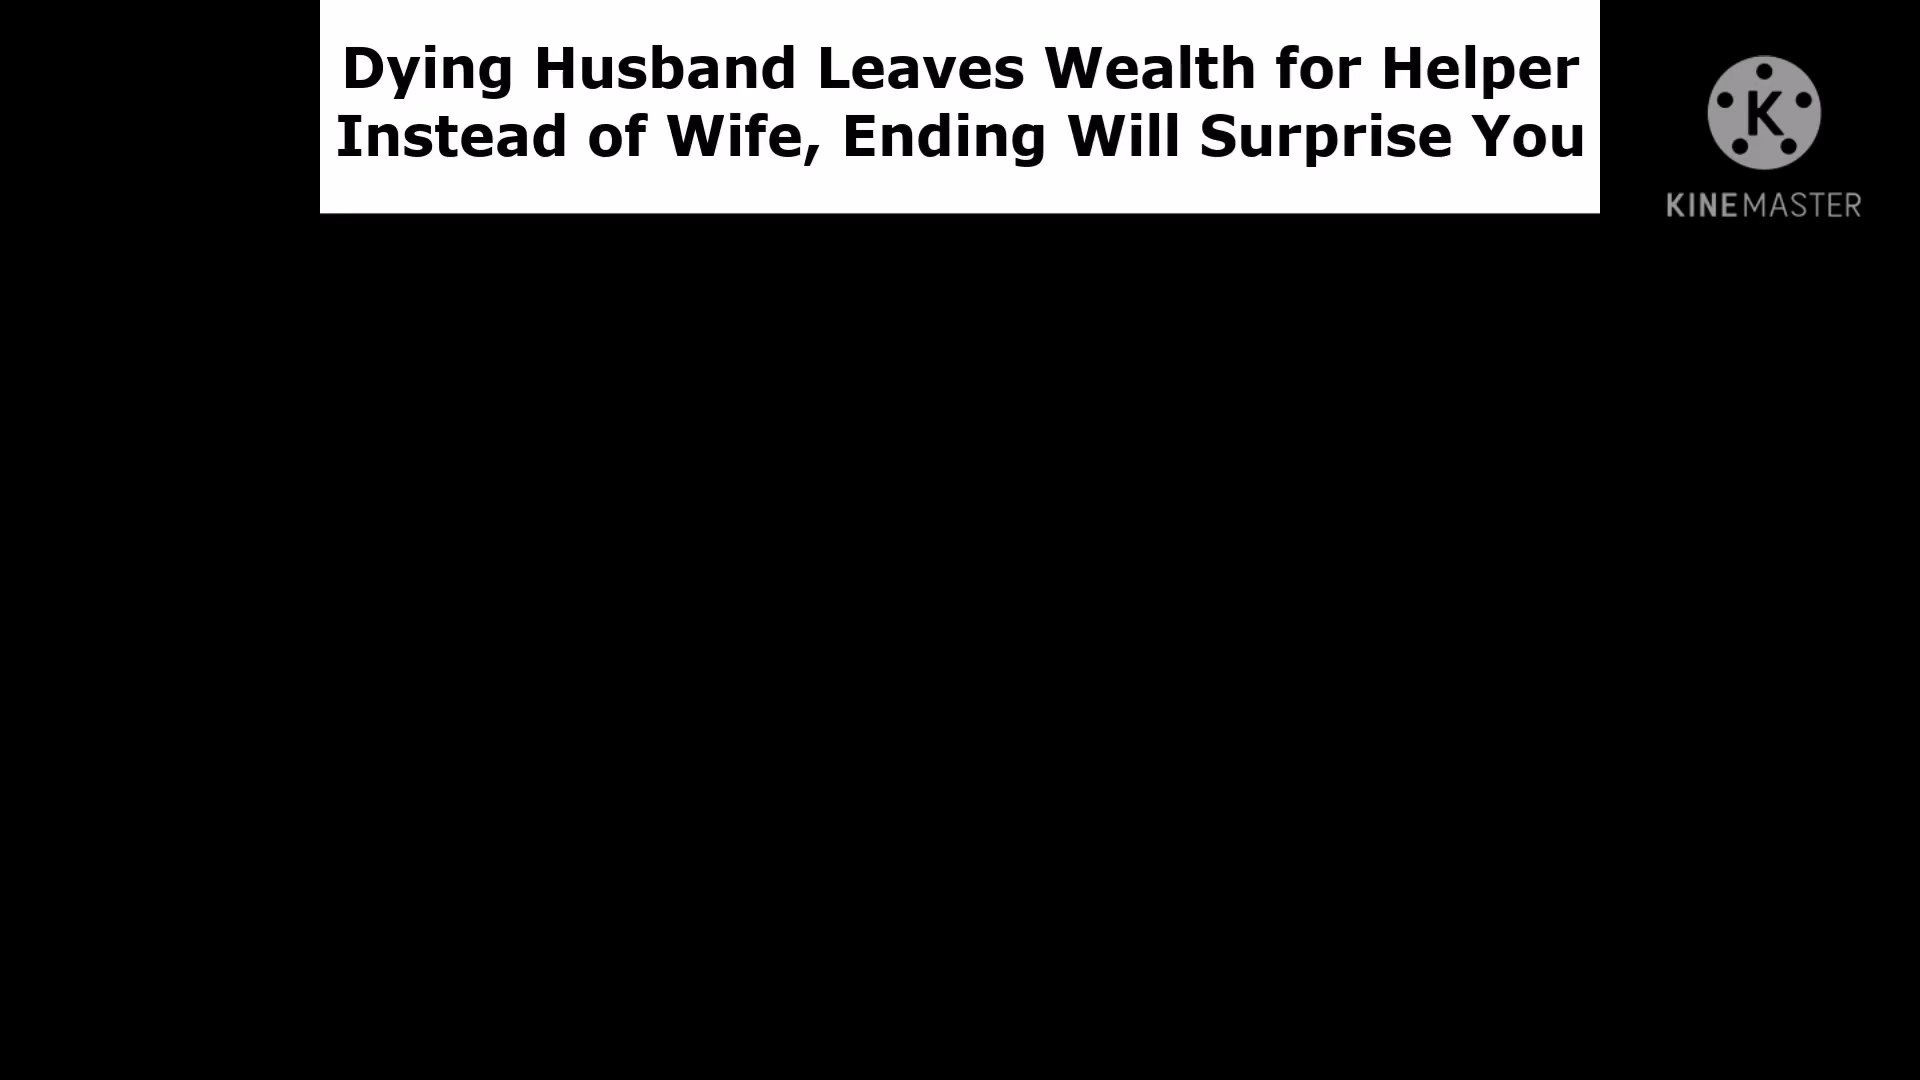 Dying Husband Leaves Wealth for Helper
Instead of Wife, Ending Will Surprise You
K
KINEMASTER